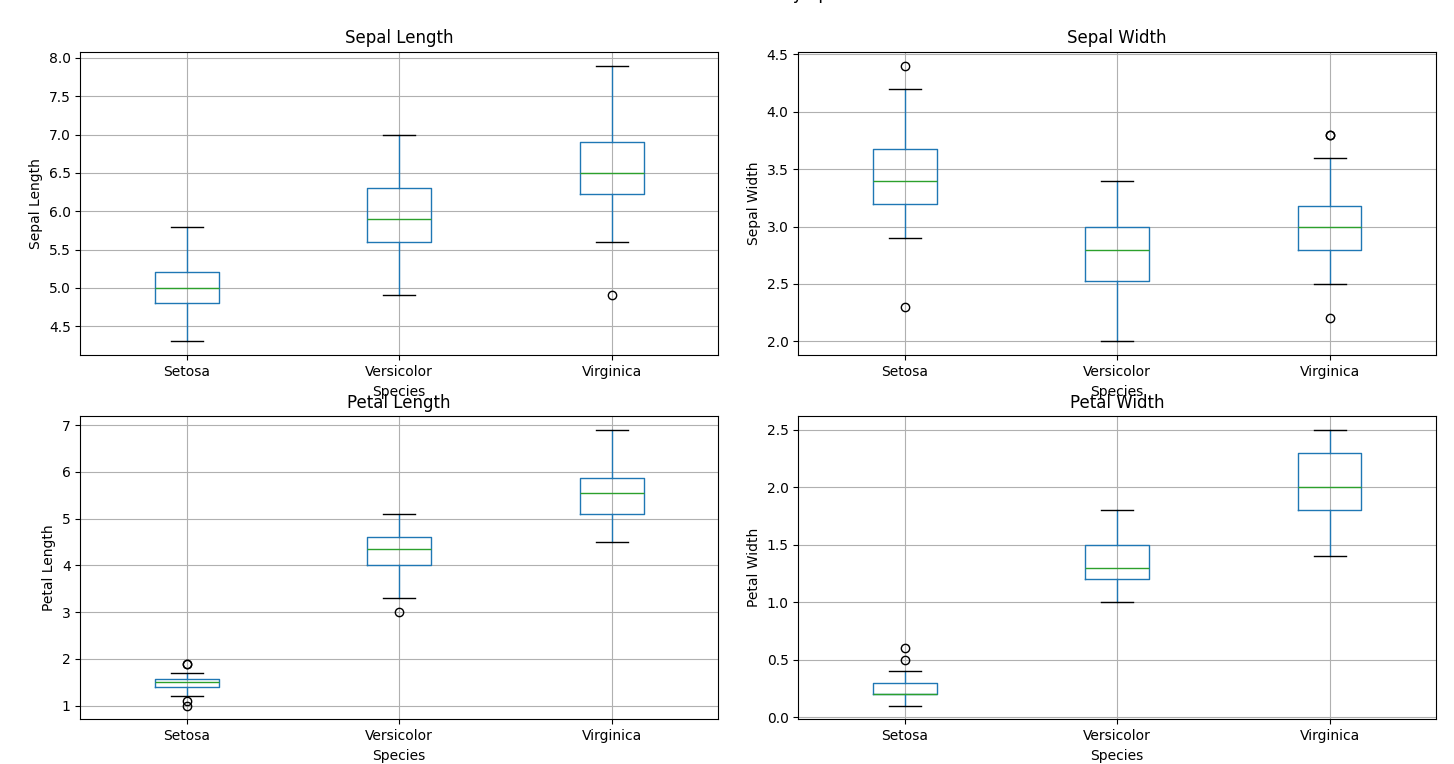 Sepal Length
8.0
7.5
7.0
6.5
6.0
5.5
5.0
4.5
Sepal Length
Setosa Versicolor Virginica
Species
Sepal Width
4.5
4.0
3.5
3.0
2.5
2.0
Sepal Width
Setosa Versicolor Virginica
Species
Petal Length
7
6
5
4
3
2
1
Petal Length
Setosa Versicolor Virginica
Species
Petal Width
2.5
2.0
1.5
1.0
0.5
0.0
Petal Width
Setosa Versicolor Virginica
Species